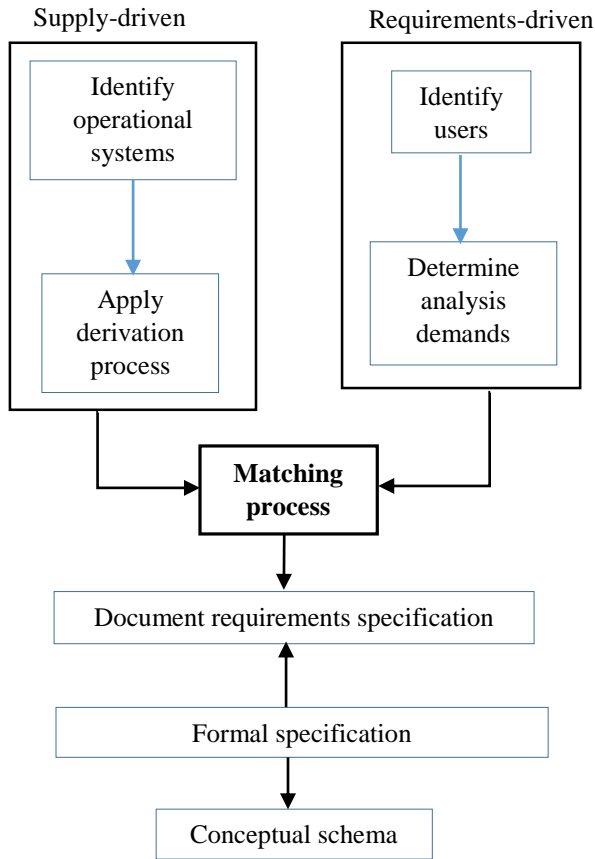 Supply-driven
Requirements-driven
Identify
operational
systems
Identify
users
Apply
derivation
process
Determine
analysis
demands
Matching
process
Document requirements specification
Formal specification
Conceptual schema